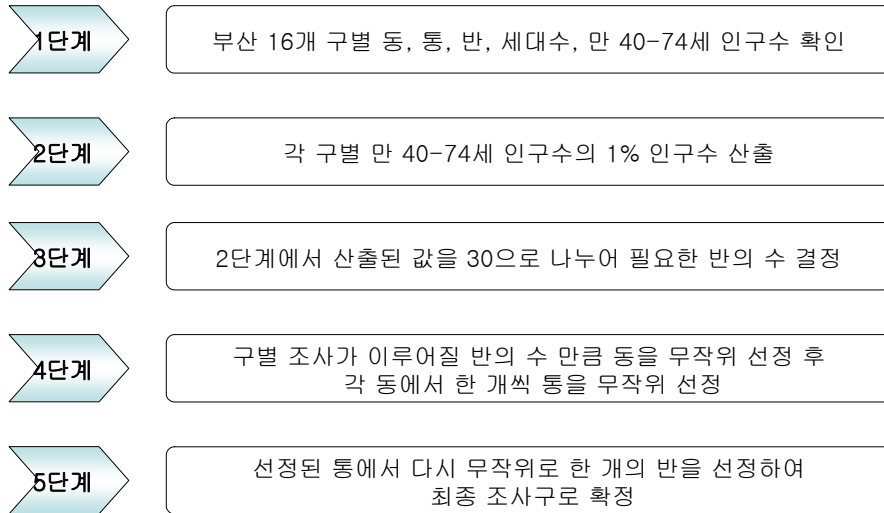 1단계
부산 16개 구별 동, 통, 반, 세대수, 만 40-74세 인구수 확인
2단계
각 구별 만 40-74세 인구수의 1% 인구수 산출
3단계
2단계에서 산출된 값을 30으로 나누어 필요한 반의 수 결정
4단계
구별 조사가 이루어질 반의 수 만큼 동을 무작위 선정 후
각 동에서 한 개씩 통을 무작위 선정
5단계
선정된 통에서 다시 무작위로 한 개의 반을 선정하여
최종 조사구로 확정